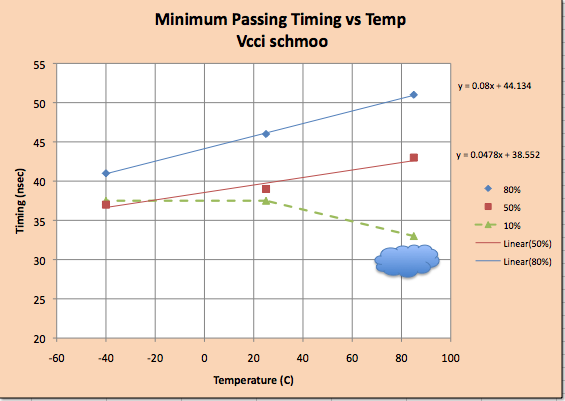 Minimum Passing Timing vs Temp
Vcci schmoo
55
50
45
40
35
30
25
20
Timing (nsec)
-60 -40 -20 0 20 40 60 80 100
Temperature (C)
y = 0.08x + 44.134
y = 0.0478x + 38.552
80%
50%
10%
Linear(50%)
Linear(80%)